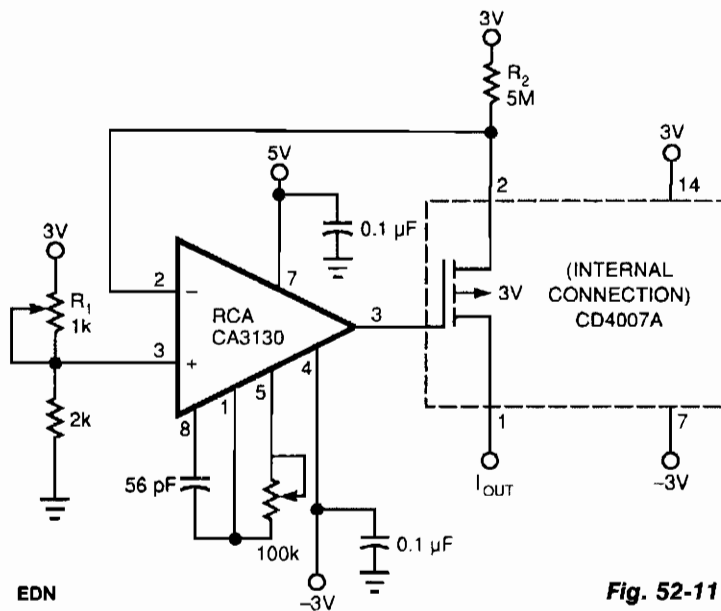 3V
R2
5M
5V
3V
2
14
0.1 µF
3V
7
2
−
R1
1k
RCA
CA3130
3
3V
(INTERNAL
CONNECTION)
CD4007A
3
+
4
5
1
8
2k
1
7
56 pF
IOUT
−3V
100k
0.1 µF
−3V
EDN
Fig. 52-11